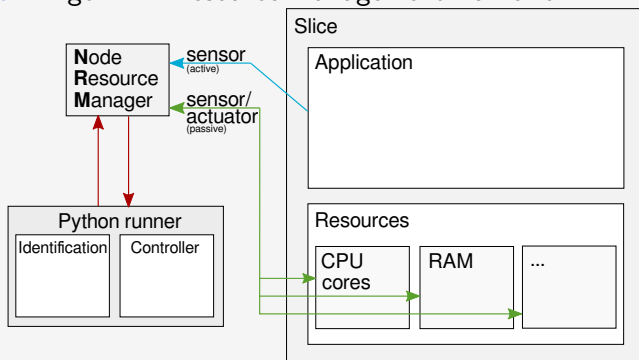 Slice
Node
Resource
Manager
sensor
(active)
sensor/
actuator
(passive)
Application
Python runner
Identification
Controller
Resources
CPU
cores
RAM
...